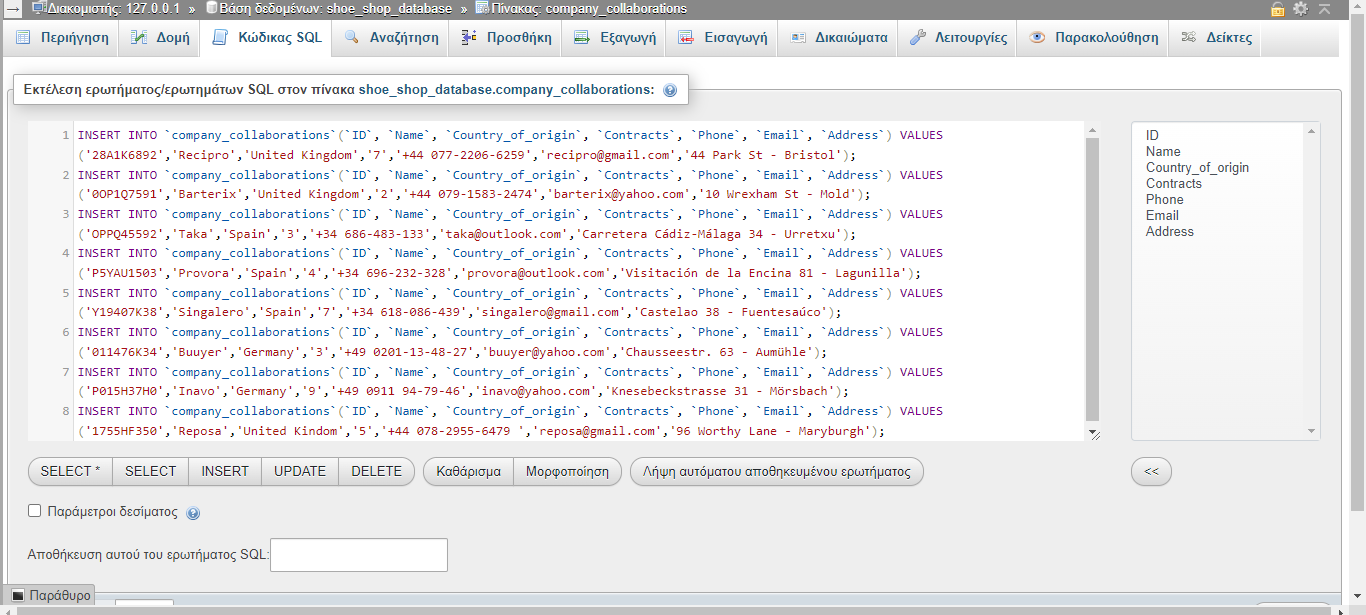 Διακομιστής: 127.0.0.1 » Βάση δεδομένων: shoe_shop_database » Πίνακας: company_collaborations
Περιήγηση Δομή Κώδικας SQL Αναζήτηση Προσθήκη Εξαγωγή Εισαγωγή Δικαιώματα Λειτουργίες Παρακολούθηση Δείκτες
Εκτέλεση ερωτήματος/ερωτημάτων SQL στον πίνακα shoe_shop_database.company_collaborations:
1 INSERT INTO `company_collaborations`(`ID`, `Name`, `Country_of_origin`, `Contracts`, `Phone`, `Email`, `Address`) VALUES
('28A1K6892','Recipro','United Kingdom','7','+44 077-2206-6259','recipro@gmail.com','44 Park St - Bristol');
2 INSERT INTO `company_collaborations`(`ID`, `Name`, `Country_of_origin`, `Contracts`, `Phone`, `Email`, `Address`) VALUES
('0OP1Q7591','Barterix','United Kingdom','2','+44 079-1583-2474','barterix@yahoo.com','10 Wrexham St - Mold');
3 INSERT INTO `company_collaborations`(`ID`, `Name`, `Country_of_origin`, `Contracts`, `Phone`, `Email`, `Address`) VALUES
('OPPQ45592','Taka','Spain','3','+34 686-483-133','taka@outlook.com','Carretera Cádiz-Málaga 34 - Urretxu');
4 INSERT INTO `company_collaborations`(`ID`, `Name`, `Country_of_origin`, `Contracts`, `Phone`, `Email`, `Address`) VALUES
('P5YAU1503','Provora','Spain','4','+34 696-232-328','provora@outlook.com','Visitación de la Encina 81 - Lagunilla');
5 INSERT INTO `company_collaborations`(`ID`, `Name`, `Country_of_origin`, `Contracts`, `Phone`, `Email`, `Address`) VALUES
('Y19407K38','Singalero','Spain','7','+34 618-086-439','singalero@gmail.com','Castelao 38 - Fuentesaúco');
6 INSERT INTO `company_collaborations`(`ID`, `Name`, `Country_of_origin`, `Contracts`, `Phone`, `Email`, `Address`) VALUES
('011476K34','Buuyer','Germany','3','+49 0201-13-48-27','buuyer@yahoo.com','Chausseestr. 63 - Aumühle');
7 INSERT INTO `company_collaborations`(`ID`, `Name`, `Country_of_origin`, `Contracts`, `Phone`, `Email`, `Address`) VALUES
('P015H37H0','Inavo','Germany','9','+49 0911 94-79-46','inavo@yahoo.com','Knesebeckstrasse 31 - Mörsbach');
8 INSERT INTO `company_collaborations`(`ID`, `Name`, `Country_of_origin`, `Contracts`, `Phone`, `Email`, `Address`) VALUES
('1755HF350','Reposa','United Kindom','5','+44 078-2955-6479 ','reposa@gmail.com','96 Worthy Lane - Maryburgh');
ID
Name
Country_of_origin
Contracts
Phone
Email
Address
SELECT * SELECT INSERT UPDATE DELETE Καθάρισμα Μορφοποίηση Λήψη αυτόματου αποθηκευμένου ερωτήματος <<
Παράμετροι δεσίματος
Αποθήκευση αυτού του ερωτήματος SQL:
Παράθυρο